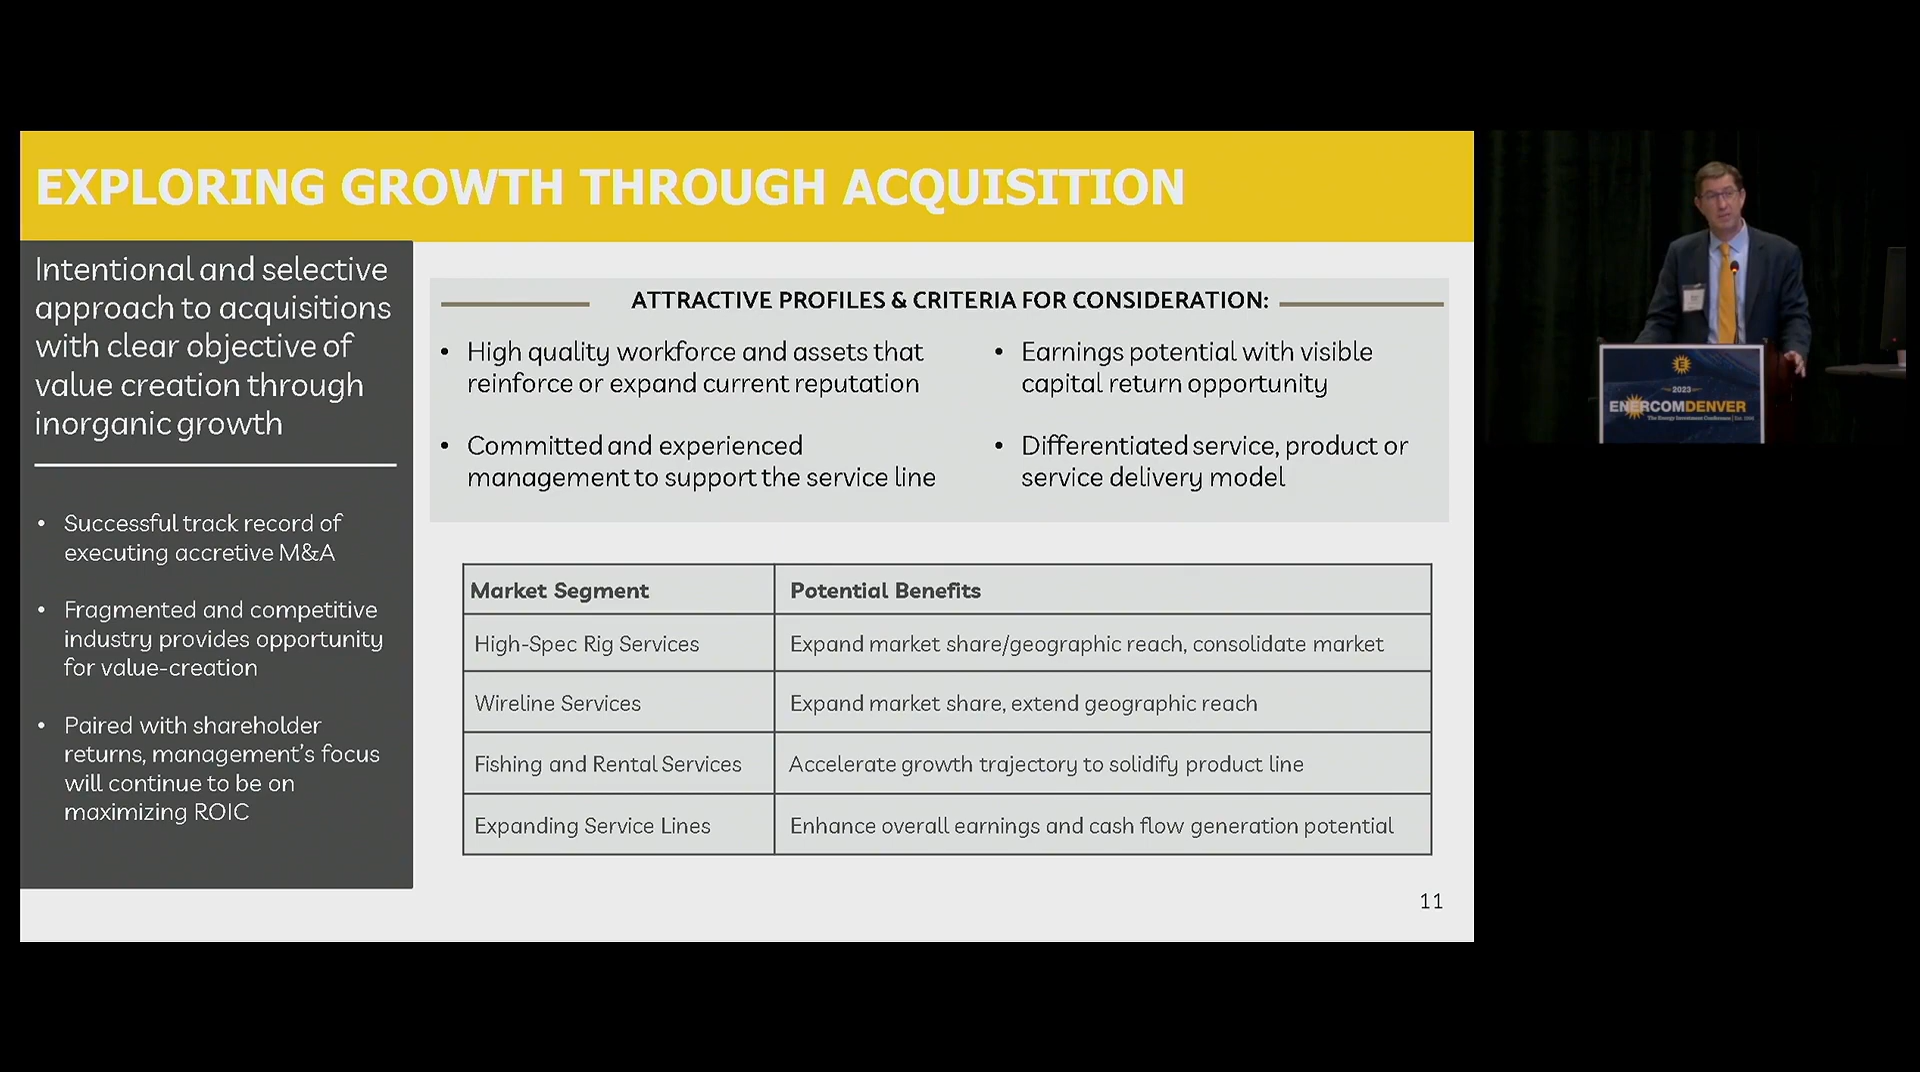 EXPLORING GROWTH THROUGH ACQUISITION
Intentional and selective
approach to acquisitions
with clear objective of
value creation through
inorganic growth
• Successful track record of
executing accretive M&A
• Fragmented and competitive
industry provides opportunity
for value-creation
• Paired with shareholder
returns, management's focus
will continue to be on
maximizing ROIC
ATTRACTIVE PROFILES & CRITERIA FOR CONSIDERATION:
• High quality workforce and assets that
reinforce or expand current reputation
• Committed and experienced
management to support the service line
• Earnings potential with visible
capital return opportunity
• Differentiated service, product or
service delivery model
Market Segment Potential Benefits
High-Spec Rig Services Expand market share/geographic reach, consolidate market
Wireline Services Expand market share, extend geographic reach
Fishing and Rental Services Accelerate growth trajectory to solidify product line
Expanding Service Lines Enhance overall earnings and cash flow generation potential
11
E
2023
ENERCOMDENVER
The Energy Investment Conference